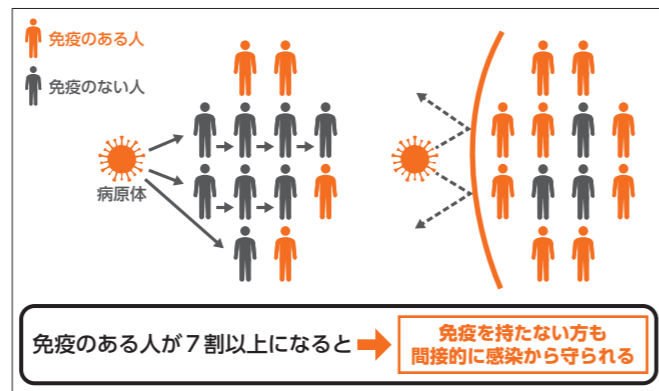 免疫のある人
免疫のない人
病原体
免疫のある人が7割以上になると
免疫を持たない方も
間接的に感染から守られる